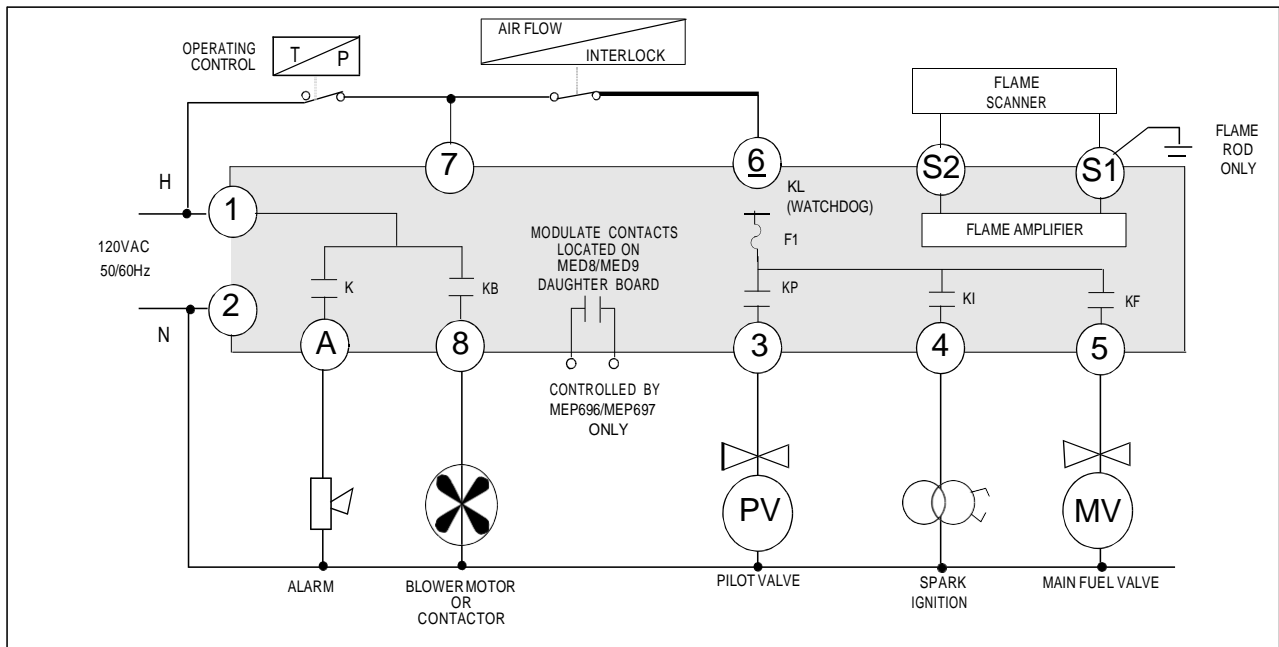 AIR FLOW
INTERLOCK
OPERATING
CONTROL
T P
FLAME
SCANNER
FLAME
ROD
ONLY
7
6
S2
S1
H
1
KL
(WATCHDOG)
FLAME AMPLIFIER
120VAC
50/60Hz
MODULATE CONTACTS
LOCATED ON
MED8/MED9
DAUGHTER BOARD
F1
K
KB
KP
KI
KF
2
N
A
8
3
4
5
CONTROLLED BY
MEP696/MEP697
ONLY
PV
MV
ALARM
BLOWER MOTOR
OR
CONTACTOR
PILOT VALVE
SPARK
IGNITION
MAIN FUEL VALVE